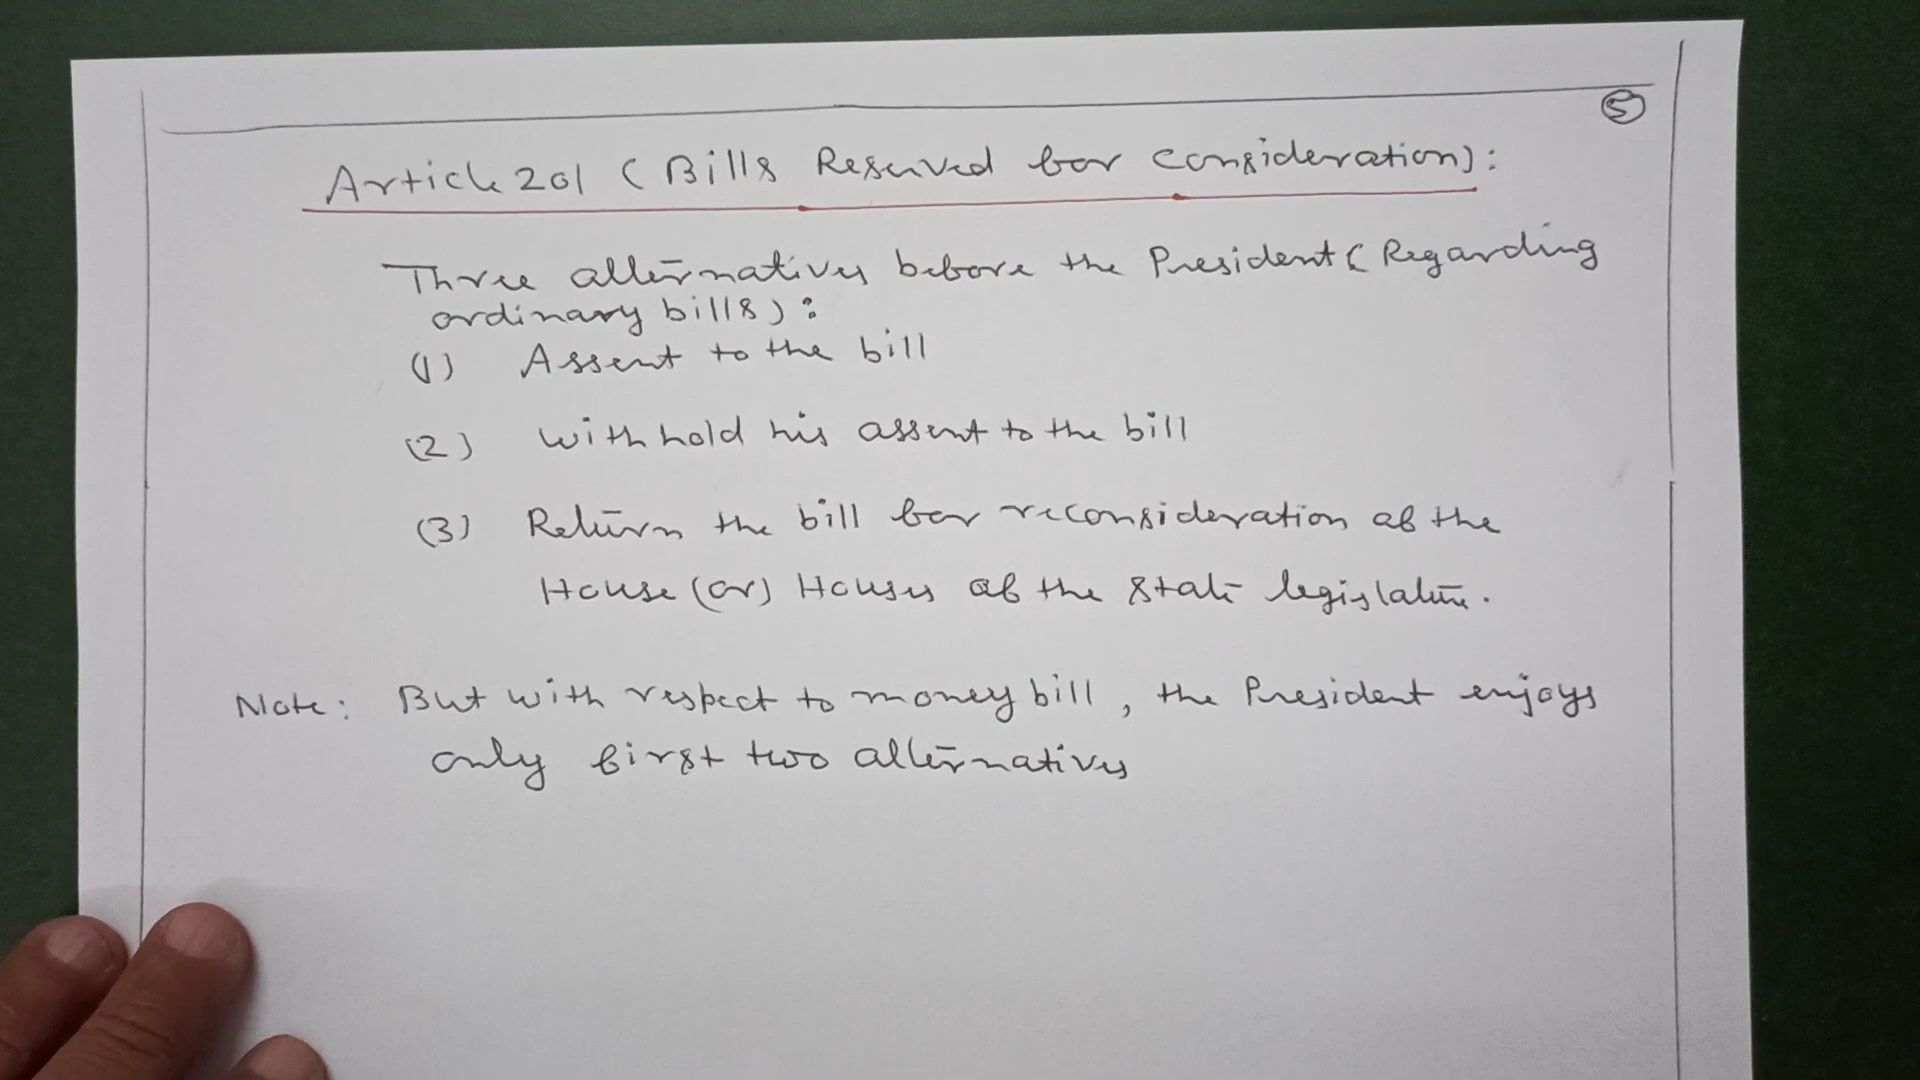 5
Article 201 (Bills Reserved for consideration):
Three alternatives before the President (Regarding
ordinary bills):
(1) Assent to the bill
(2) withhold his assent to the bill
(3) Return the bill for reconsideration of the
House (or) Houses of the State legislature.
Note: But with respect to money bill, the President enjoys
only first two alternatives